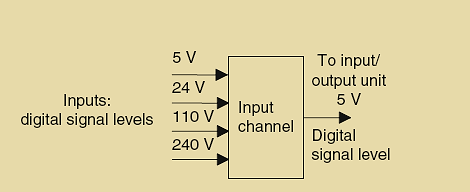 Inputs:
digital signal levels
5 V
24 V
110 V
240 V
Input
channel
To input/
output unit
5 V
Digital
signal level